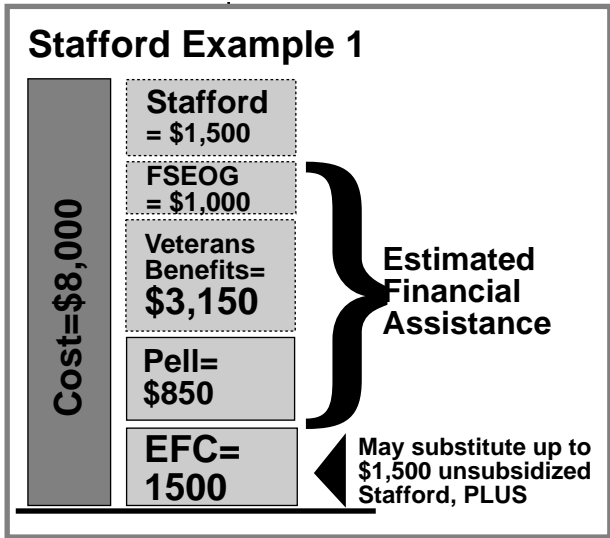 Stafford Example 1
Cost=$8,000
Stafford
= $1,500
FSEOG
= $1,000
Veterans
Benefits=
$3,150
Pell=
$850
EFC=
1500
Estimated
Financial
Assistance
May substitute up to
$1,500 unsubsidized
Stafford, PLUS